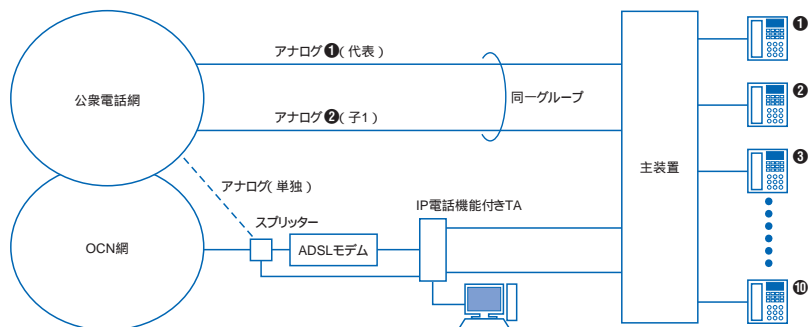 アナログ❶(代表)
公衆電話網
同一グループ
アナログ❷(子1)
アナログ(単独)
スプリッター
IP電話機能付きTA
OCN網
ADSLモデム
主装置
❶
❷
❸
❿